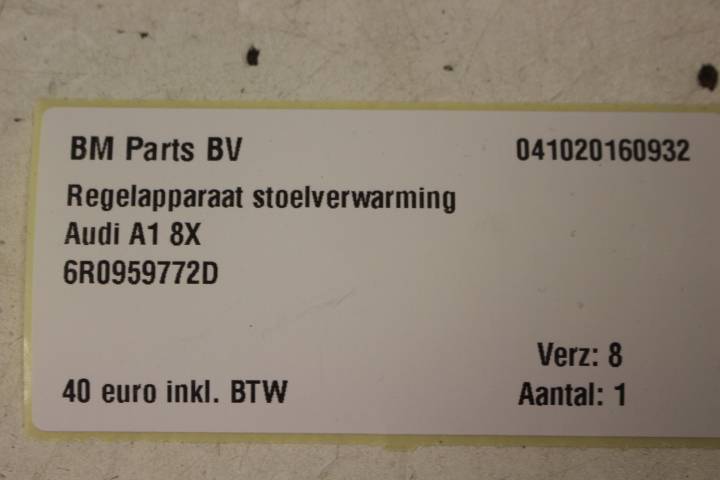 BM Parts BV 041020160932
Regelapparaat stoelverwarming
Audi A1 8X
6R0959772D
Verz: 8
40 euro inkl. BTW Aantal: 1